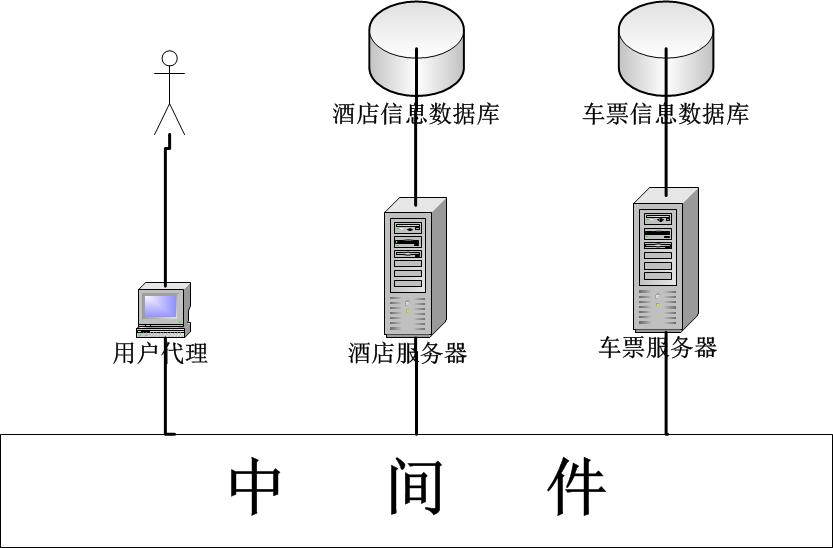 酒店信息数据库
车票信息数据库
用户代理
酒店服务器
车票服务器
中 间 件